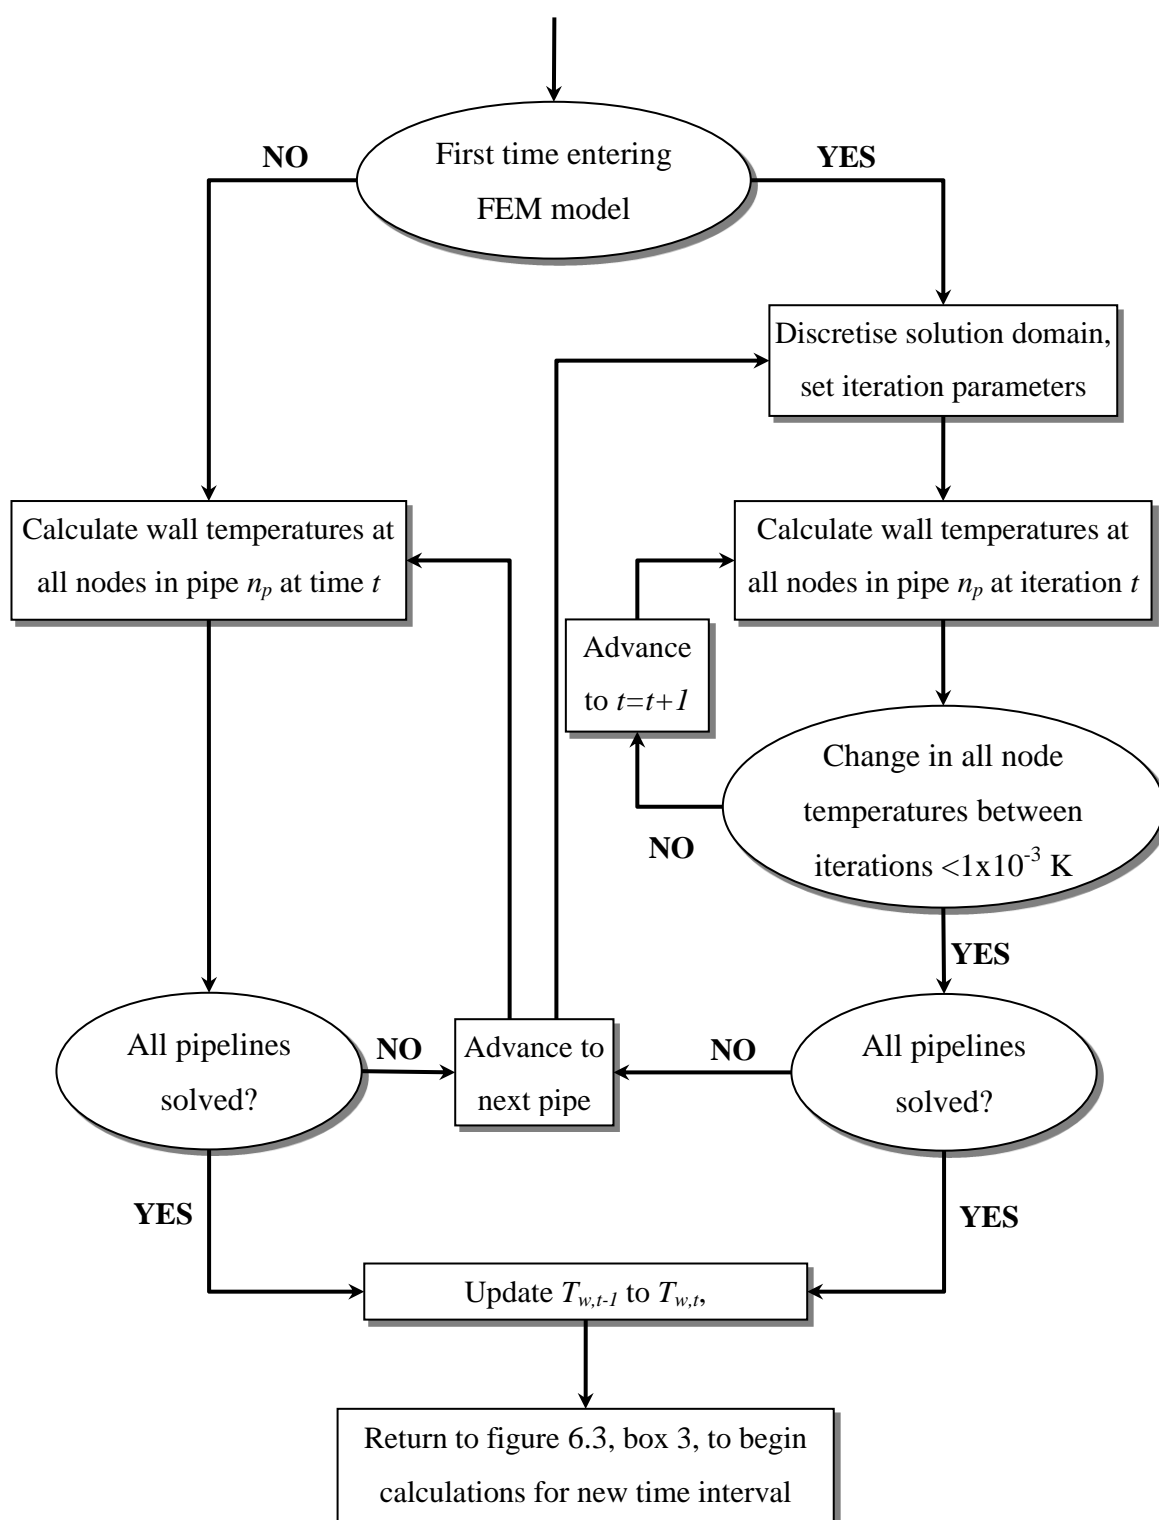 First time entering
FEM model
NO
YES
Discretise solution domain,
set iteration parameters
Calculate wall temperatures at
all nodes in pipe n_p at time t
Calculate wall temperatures at
all nodes in pipe n_p at iteration t
Advance
to t=t+1
Change in all node
temperatures between
iterations <1x10^-3 K
NO
YES
All pipelines
solved?
NO
Advance to
next pipe
NO
All pipelines
solved?
YES
YES
Update T_w,t-1 to T_w,t,
Return to figure 6.3, box 3, to begin
calculations for new time interval